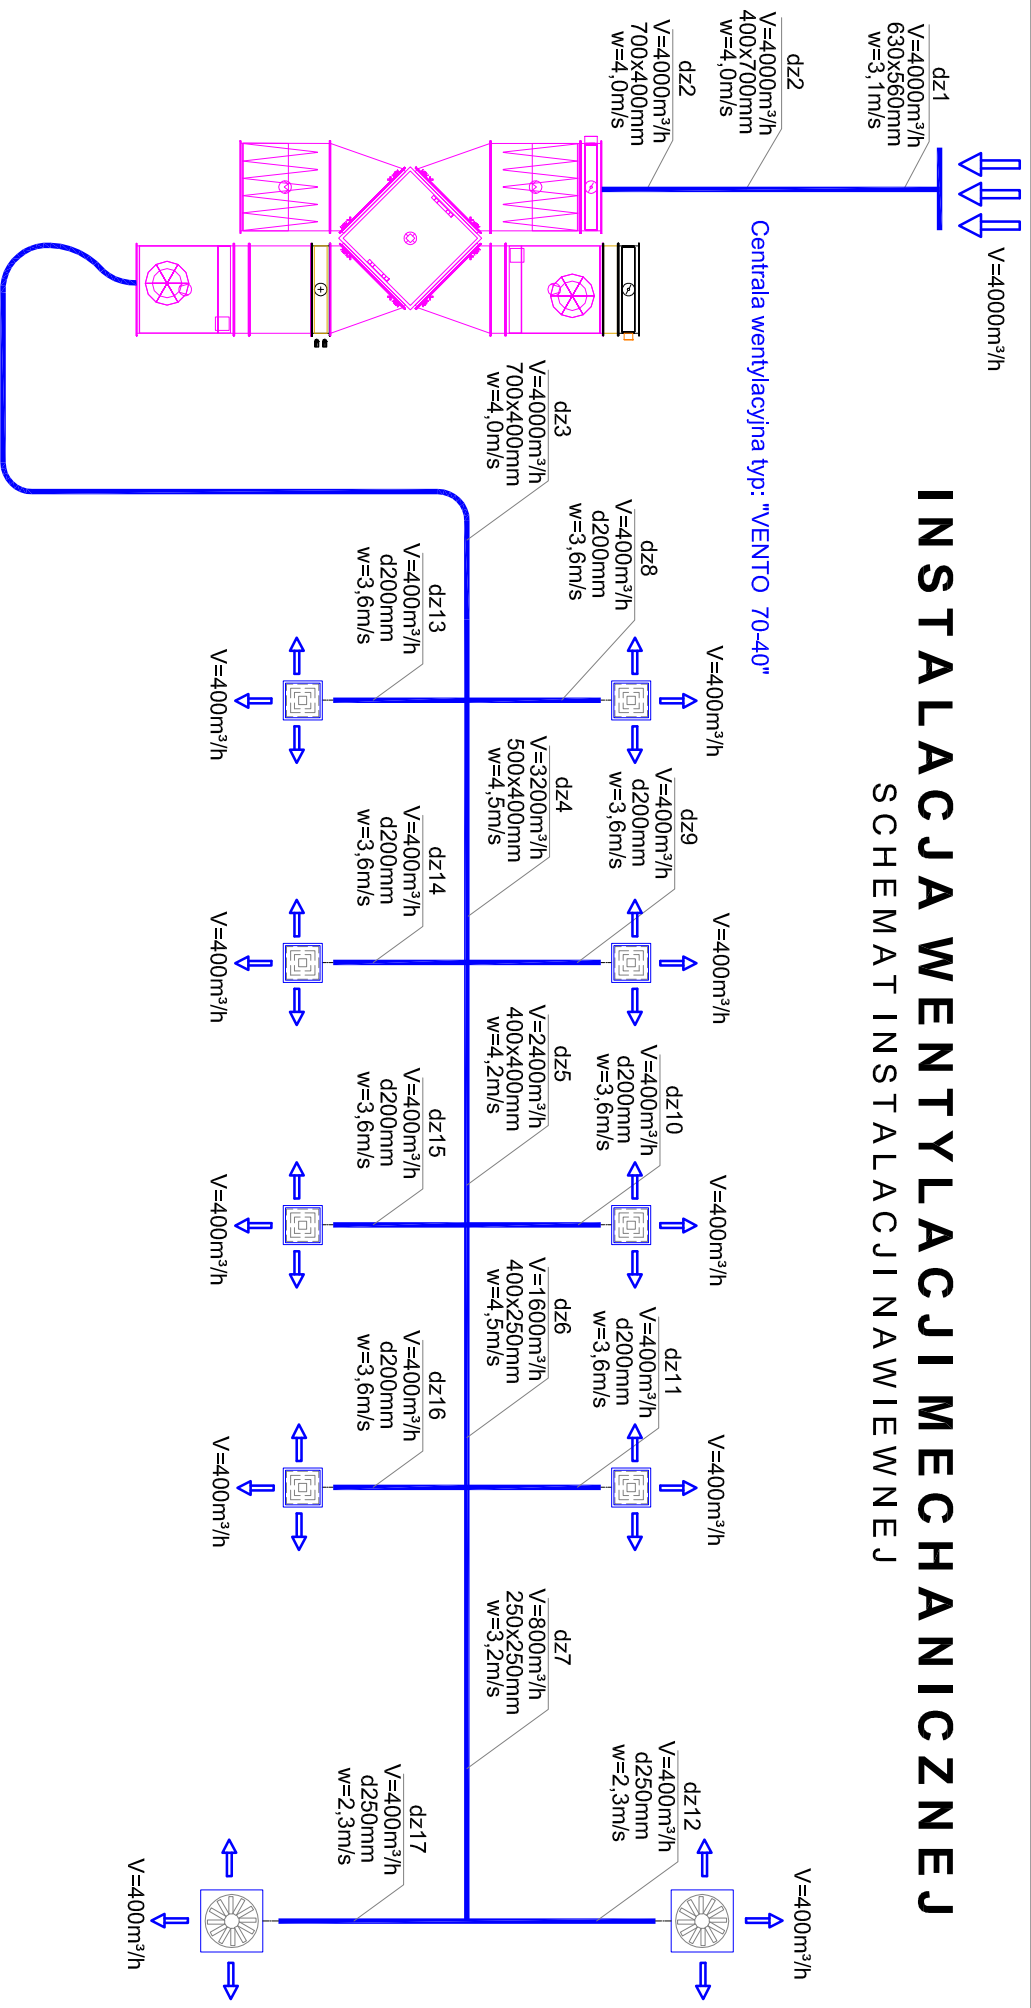 INSTALACJA WENTYLACJI MECHANICZNEJ
SCHEMAT INSTALACJI NAWIEWNEJ
V=4000m³/h
dz1
V=4000m³/h
630x560mm
w=3,1m/s
dz2
V=4000m³/h
400x700mm
w=4,0m/s
dz2
V=4000m³/h
700x400mm
w=4,0m/s
Centrala wentylacyjna typ: "VENTO 70-40"
dz3
V=4000m³/h
700x400mm
w=4,0m/s
dz8
V=400m³/h
d200mm
w=3,6m/s
V=400m³/h
dz13
V=400m³/h
d200mm
w=3,6m/s
V=400m³/h
dz4
V=3200m³/h
500x400mm
w=4,5m/s
dz9
V=400m³/h
d200mm
w=3,6m/s
V=400m³/h
dz14
V=400m³/h
d200mm
w=3,6m/s
V=400m³/h
dz5
V=2400m³/h
400x400mm
w=4,2m/s
dz10
V=400m³/h
d200mm
w=3,6m/s
V=400m³/h
dz15
V=400m³/h
d200mm
w=3,6m/s
V=400m³/h
dz6
V=1600m³/h
400x250mm
w=4,5m/s
dz11
V=400m³/h
d200mm
w=3,6m/s
V=400m³/h
dz16
V=400m³/h
d200mm
w=3,6m/s
V=400m³/h
dz7
V=800m³/h
250x250mm
w=3,2m/s
dz12
V=400m³/h
d250mm
w=2,3m/s
V=400m³/h
dz17
V=400m³/h
d250mm
w=2,3m/s
V=400m³/h